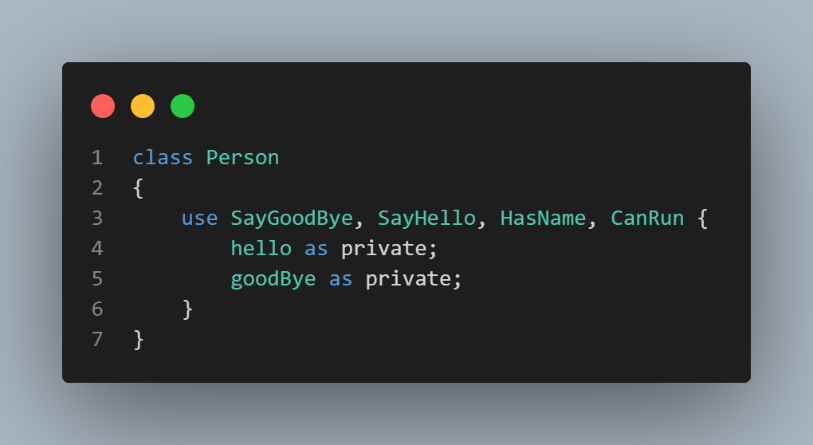 1 class Person
2 {
3     use SayGoodBye, SayHello, HasName, CanRun {
4         hello as private;
5         goodBye as private;
6     }
7 }